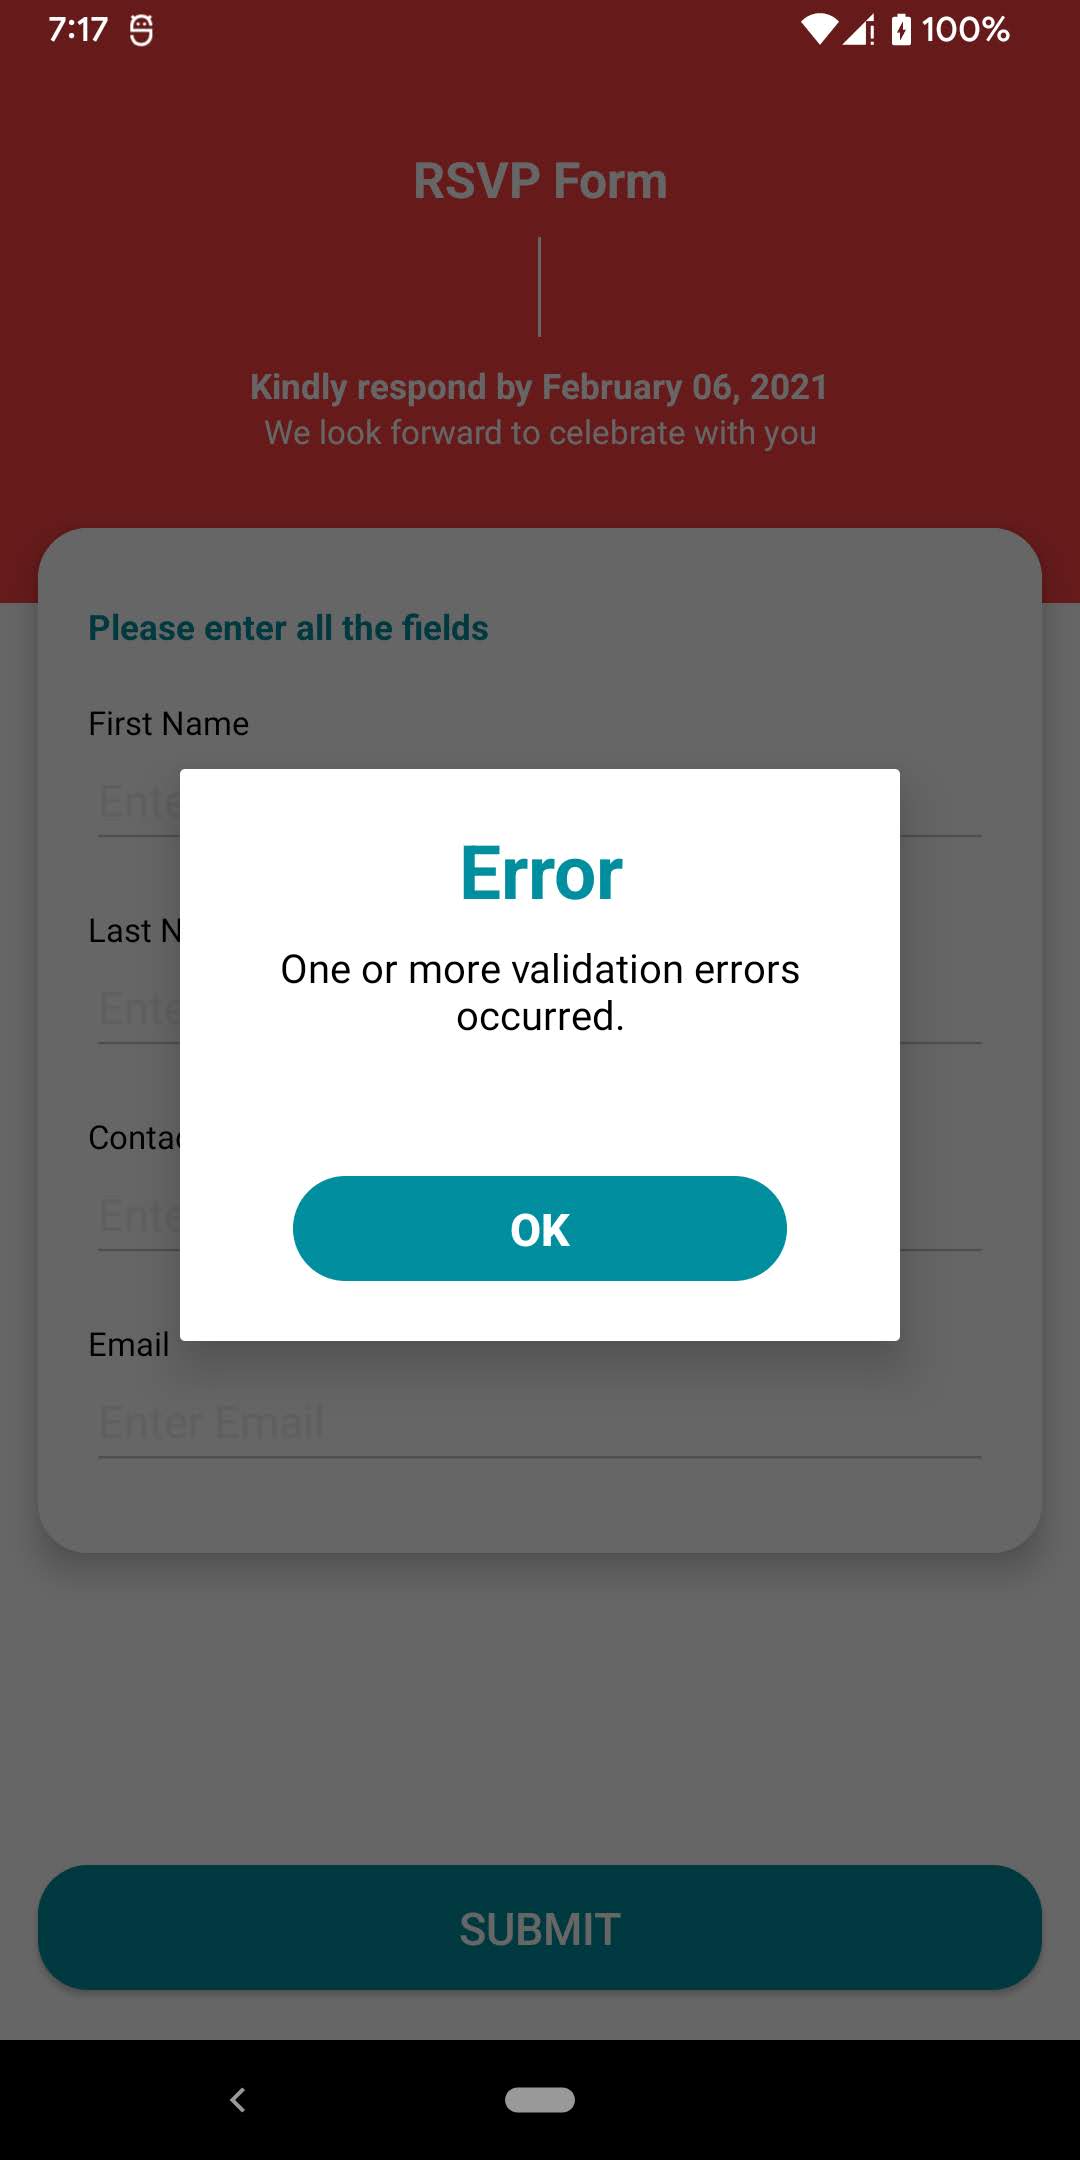 7:17
100%
RSVP Form
Kindly respond by February 06, 2021
We look forward to celebrate with you
Please enter all the fields
First Name
Ente
Error
Last N
One or more validation errors
occurred.
Ente
Contac
Ente
OK
Email
Enter Email
SUBMIT